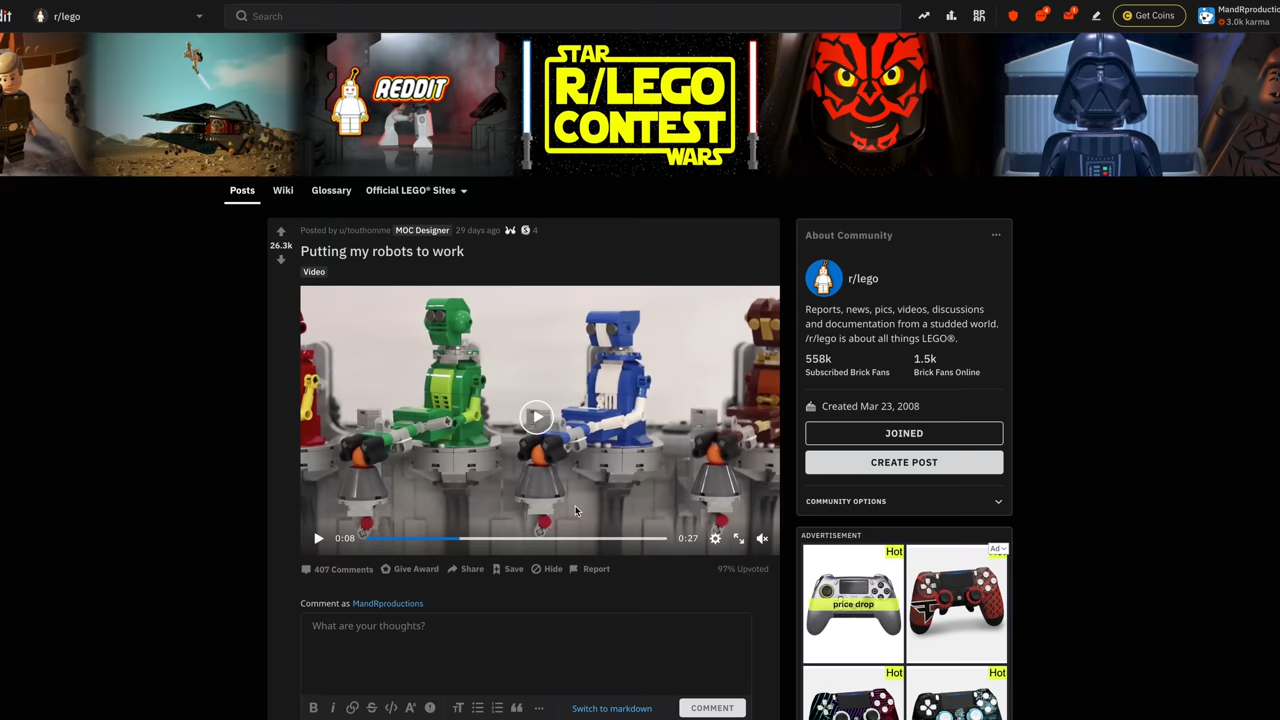 dit
r/lego
Search
4
1
Get Coins
MandRproductio
3.0k karma
REDDIT
STAR
R/LEGO
CONTEST
WARS
Posts
Wiki
Glossary
Official LEGO® Sites
Posted by u/touthomme MOC Designer 29 days ago S 4
26.3k
Putting my robots to work
Video
0:08
0:27
407 Comments Give Award Share Save Hide Report 97% Upvoted
Comment as MandRproductions
What are your thoughts?
Switch to markdown
COMMENT
About Community
r/lego
Reports, news, pics, videos, discussions
and documentation from a studded world.
/r/lego is about all things LEGO®.
558k 1.5k
Subscribed Brick Fans Brick Fans Online
Created Mar 23, 2008
JOINED
CREATE POST
COMMUNITY OPTIONS
ADVERTISEMENT
Hot
Ad
price drop
Hot
Hot